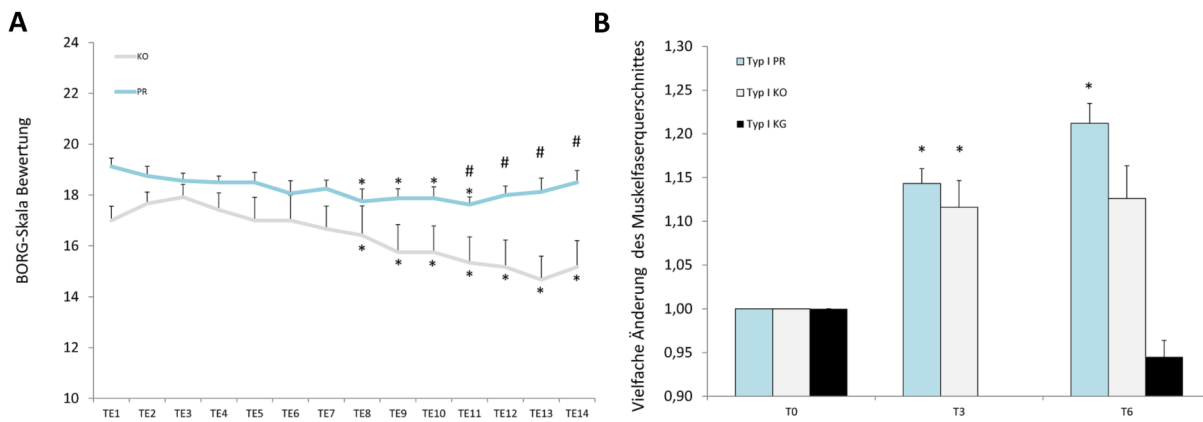 A
BORG-Skala Bewertung
24
22
20
18
16
14
12
10
KO
PR
* * * *
# # # #
* * * * * * *
TE1 TE2 TE3 TE4 TE5 TE6 TE7 TE8 TE9 TE10 TE11 TE12 TE13 TE14
B
Vielfache Änderung des Muskelfaserquerschnittes
1,30
1,25
1,20
1,15
1,10
1,05
1,00
0,95
0,90
Typ I PR
Typ I KO
Typ I KG
* * *
T0 T3 T6